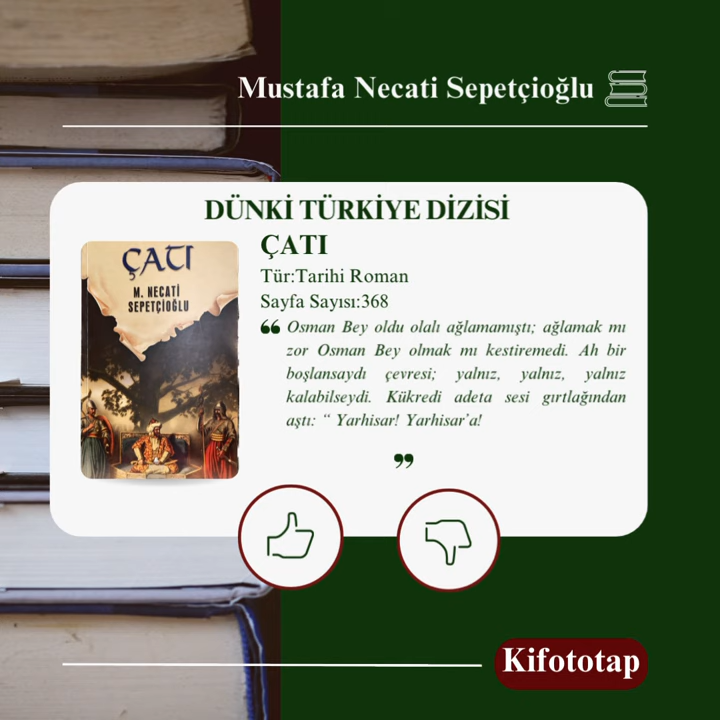 Mustafa Necati Sepetçioğlu
DÜNKİ TÜRKİYE DİZİSİ
ÇATI
M. NECATİ
SEPETÇİOĞLU
ÇATI
Tür:Tarihi Roman
Sayfa Sayısı:368
❝ Osman Bey oldu olalı ağlamamıştı; ağlamak mı
zor Osman Bey olmak mı kestiremedi. Ah bir
boşlansaydı çevresi; yalnız, yalnız, yalnız
kalabilseydi. Kükredi adeta sesi gırtlağından
aştı: “ Yarhisar! Yarhisar’a!
❞
Kifototap